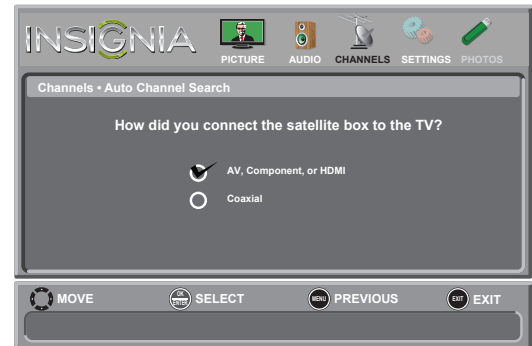 INSIGNIA
PICTURE AUDIO CHANNELS SETTINGS PHOTOS
Channels • Auto Channel Search
How did you connect the satellite box to the TV?
AV, Component, or HDMI
Coaxial
MOVE OK ENTER SELECT MENU PREVIOUS EXIT EXIT